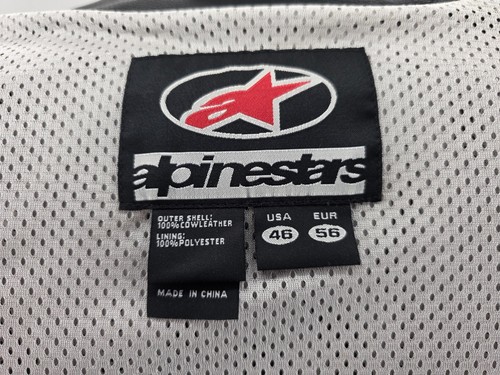 alpinestars
OUTER SHELL:
100%COWLEATHER
LINING:
100%POLYESTER
MADE IN CHINA
USA EUR
46 56